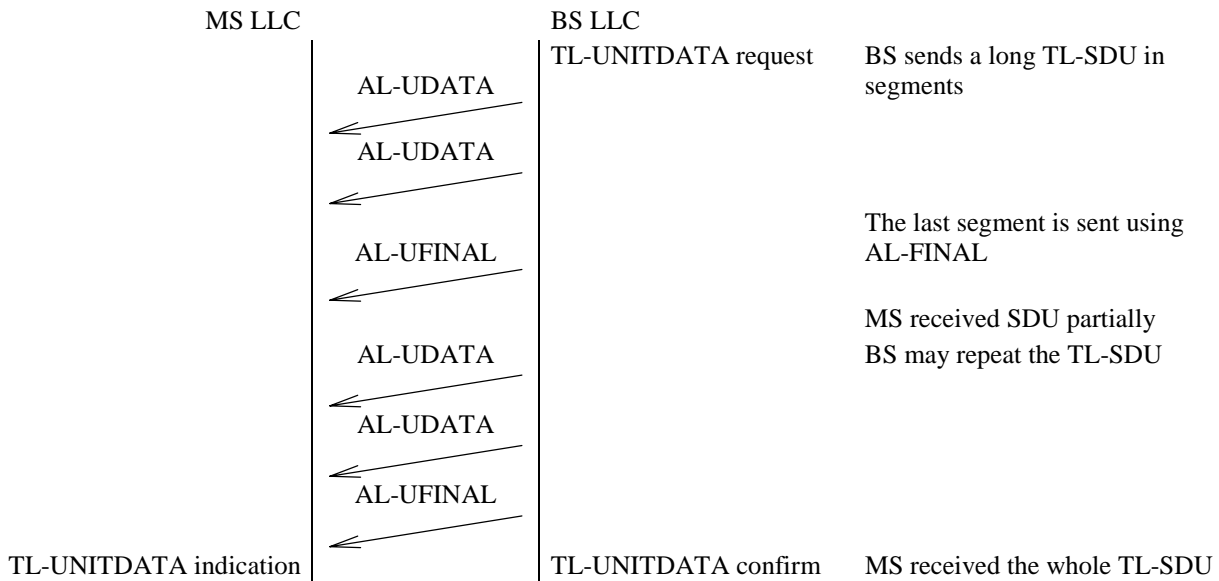 MS LLC BS LLC
TL-UNITDATA request BS sends a long TL-SDU in
segments
AL-UDATA
AL-UDATA
The last segment is sent using
AL-UFINAL AL-FINAL
MS received SDU partially
AL-UDATA BS may repeat the TL-SDU
AL-UDATA
AL-UFINAL
TL-UNITDATA indication TL-UNITDATA confirm MS received the whole TL-SDU